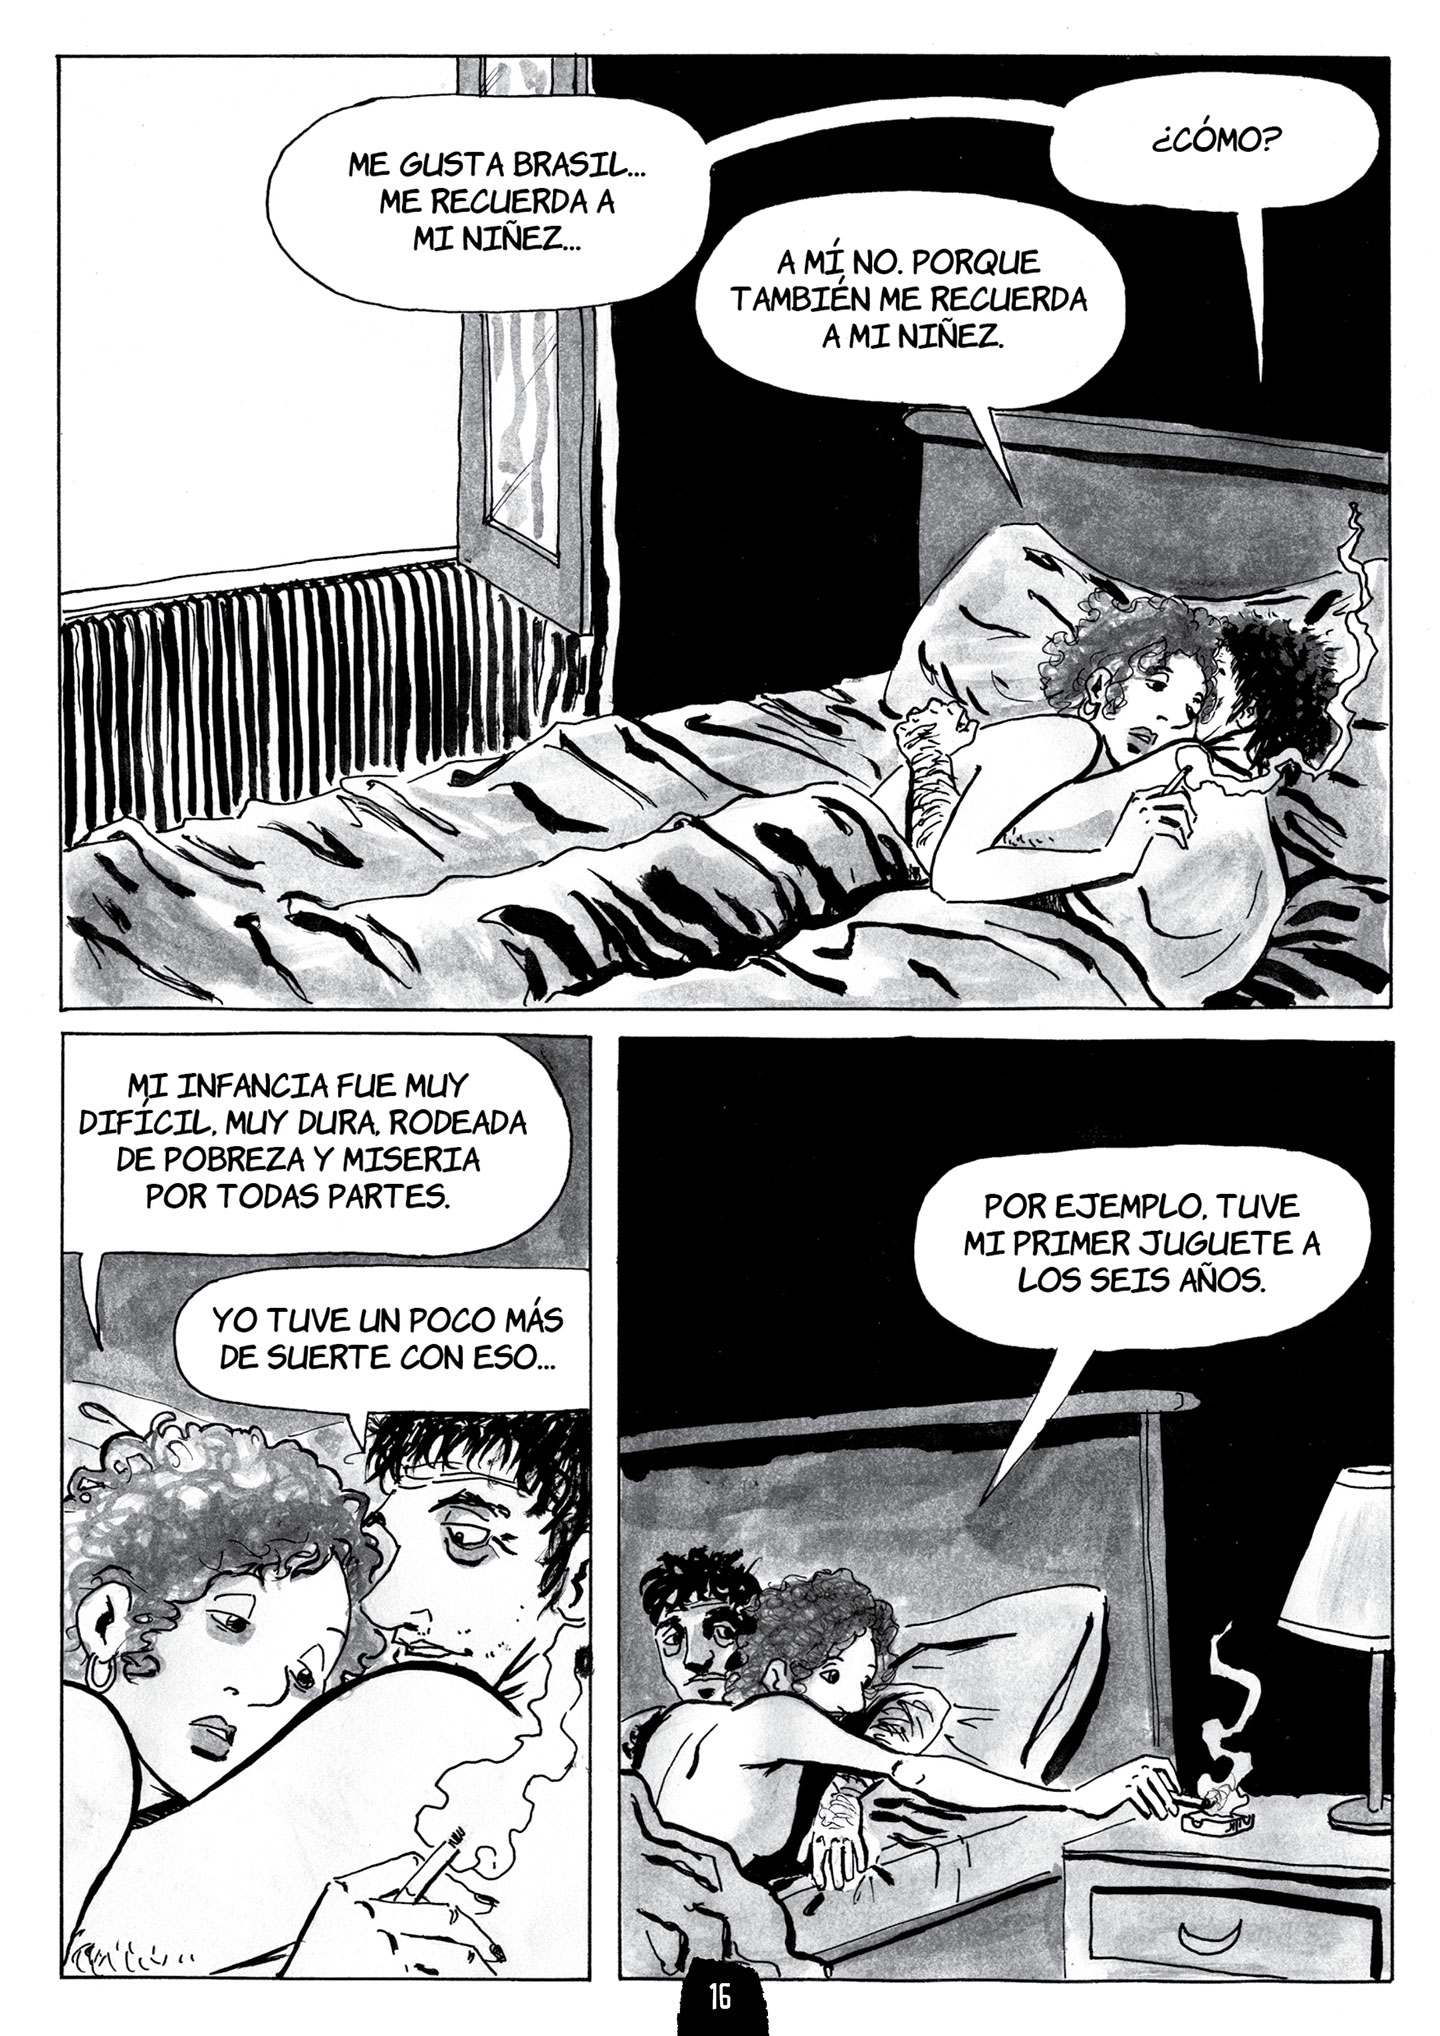 ME GUSTA BRASIL...
ME RECUERDA A
MI NIÑEZ...
¿CÓMO?
A MÍ NO. PORQUE
TAMBIÉN ME RECUERDA
A MI NIÑEZ.
MI INFANCIA FUE MUY
DIFÍCIL, MUY DURA, RODEADA
DE POBREZA Y MISERIA
POR TODAS PARTES.
YO TUVE UN POCO MÁS
DE SUERTE CON ESO...
POR EJEMPLO, TUVE
MI PRIMER JUGUETE A
LOS SEIS AÑOS.
16